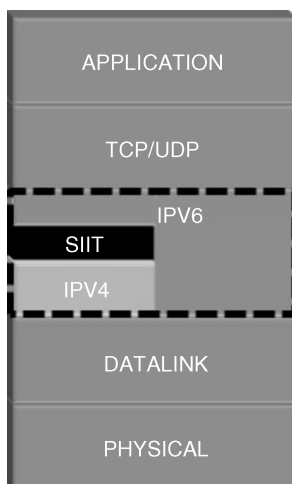 APPLICATION
TCP/UDP
IPV6
SIIT
IPV4
DATALINK
PHYSICAL